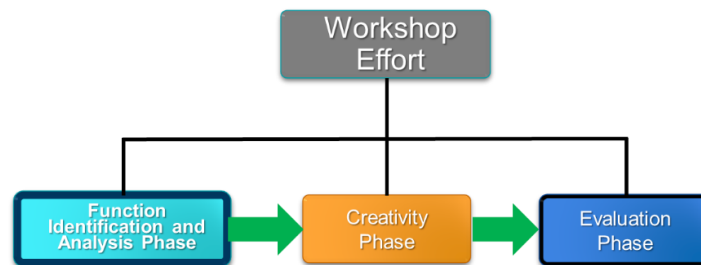 Workshop
Effort
Function
Identification and
Analysis Phase
Creativity
Phase
Evaluation
Phase